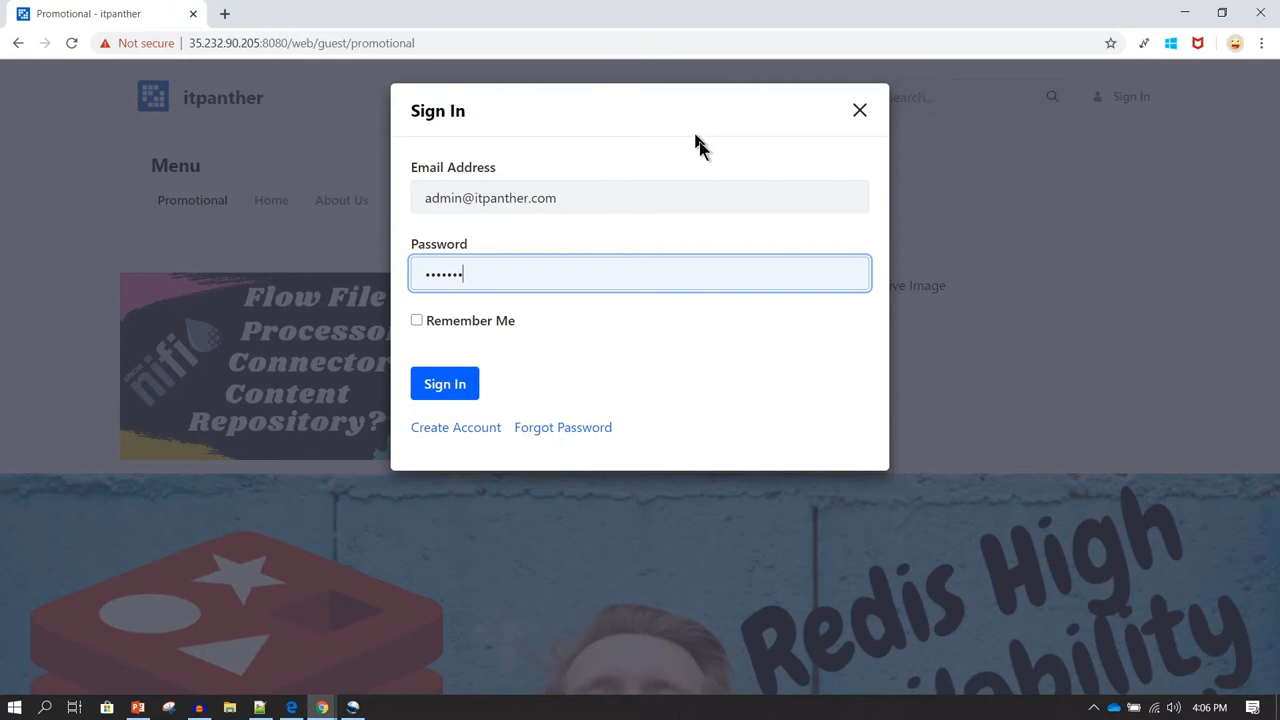 Promotional - itpanther
Not secure
35.232.90.205:8080/web/guest/promotional
itpanther
Search...
Sign In
Menu
Promotional
Home
About Us
Sign In
Email Address
admin@itpanther.com
Password
•••••••
Remember Me
Sign In
Create Account
Forgot Password
Flow File
Processo
Connector
Content
Repository?
nifi
ve Image
Redis High
ilability
4:06 PM